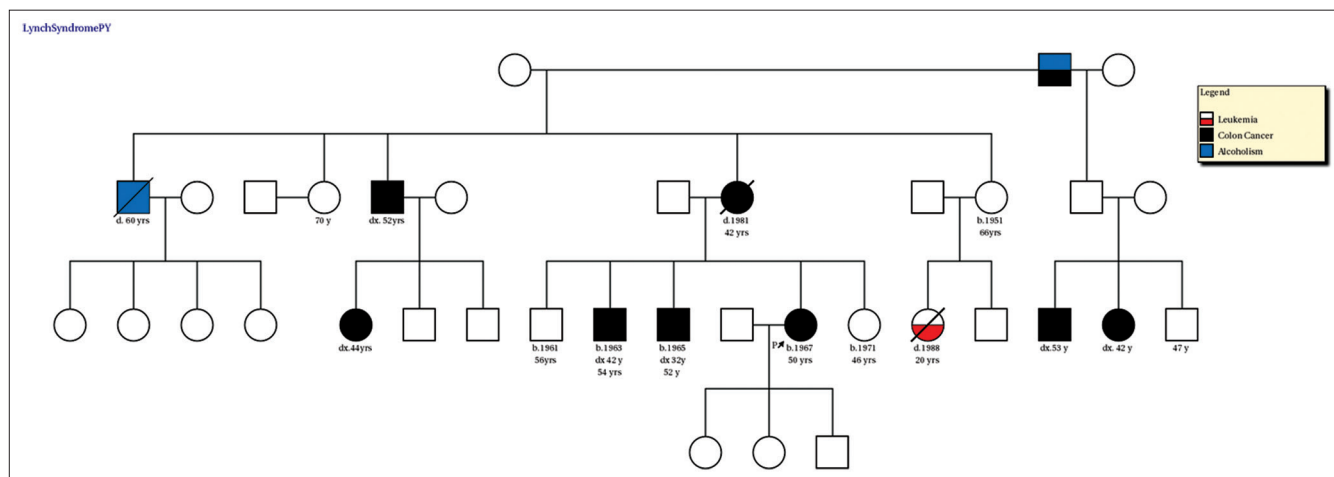 LynchSyndromePY
Legend
Leukemia
Colon Cancer
Alcoholism
d. 60 yrs
70 y
dx. 52yrs
d.1981
42 yrs
b.1951
66yrs
dx.44yrs
b.1961
56yrs
b.1963
dx 42 y
54 yrs
b.1965
dx 32y
52 y
P
b.1967
50 yrs
b.1971
46 yrs
d.1988
20 yrs
dx.53 y
dx. 42 y
47 y